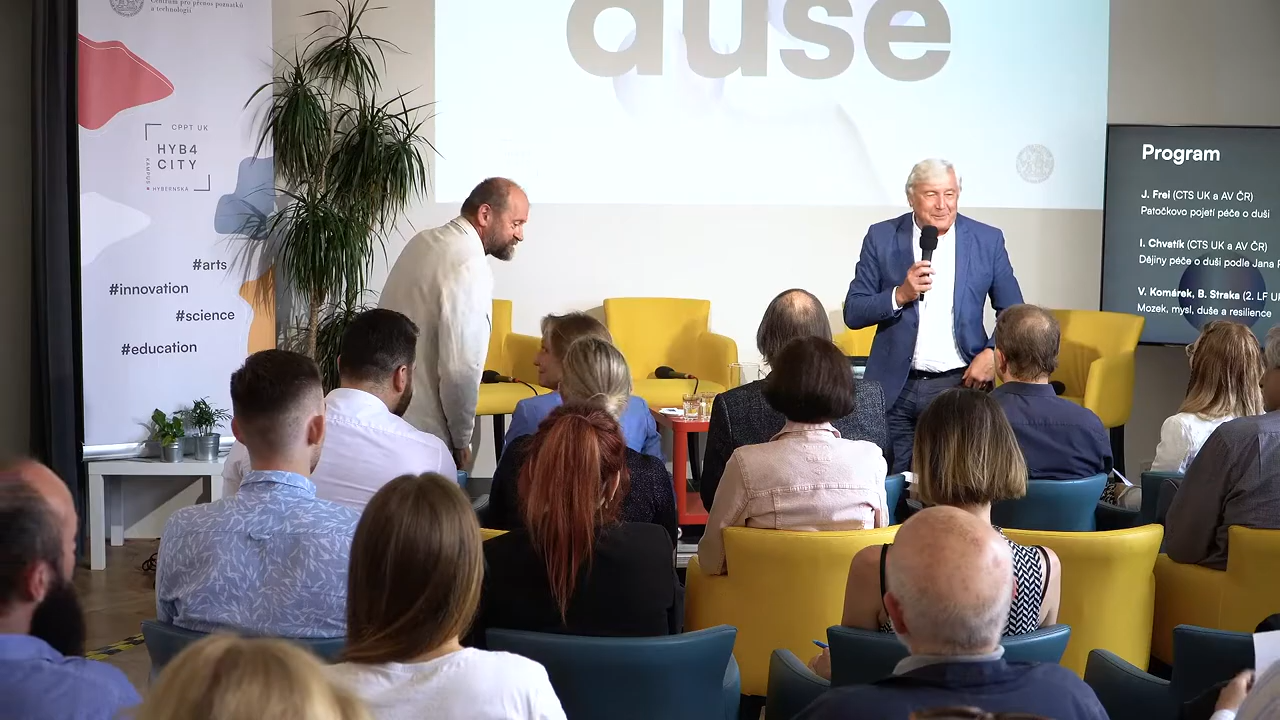 Centrum pro přenos poznatků
a technologií
CPPT UK
HYB4
CITY
KAMPUS
HYBERNSKÁ
#arts
#innovation
#science
#education
duše
Program
J. Frei (CTS UK a AV ČR)
Patočkovo pojetí péče o duši
I. Chvatík (CTS UK a AV ČR)
Dějiny péče o duši podle Jana
V. Komárek, B. Straka (2. LF
Mozek, mysl, duše a resilience